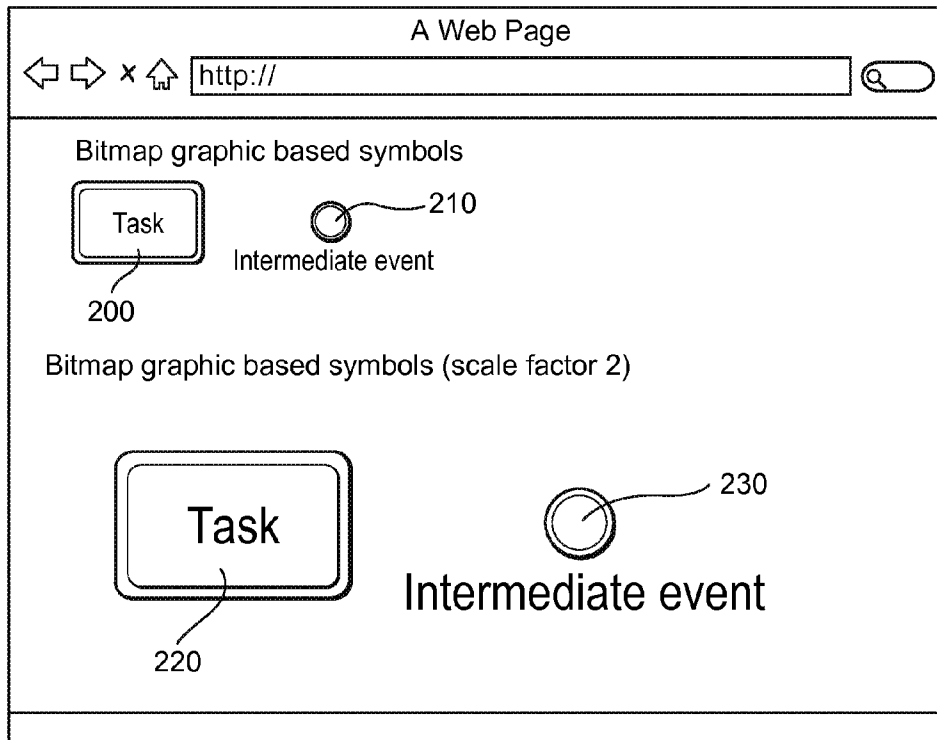 A Web Page
x http://
Bitmap graphic based symbols
Task 210
Intermediate event
200
Bitmap graphic based symbols (scale factor 2)
230
Task
Intermediate event
220